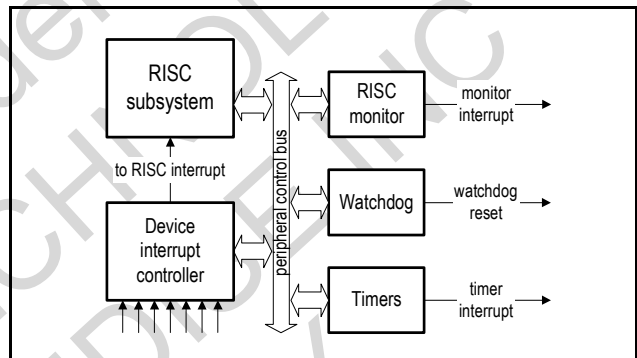 RISC
subsystem
RISC
monitor
monitor
interrupt
to RISC interrupt
peripheral control bus
Watchdog
watchdog
reset
Device
interrupt
controller
Timers
timer
interrupt